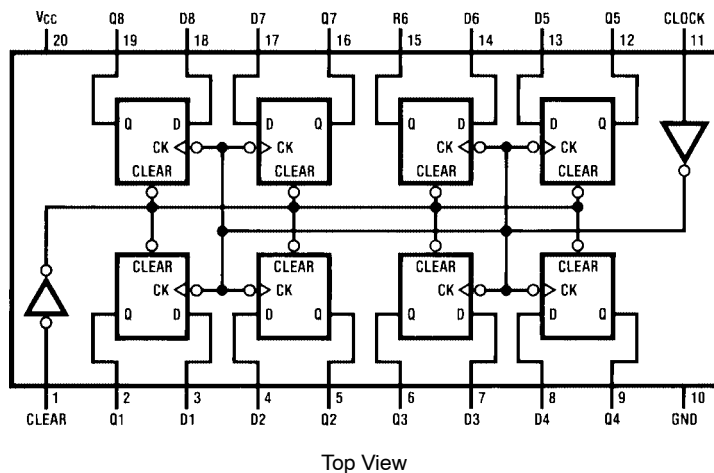 VCC Q8 D8 D7 Q7 R6 D6 D5 Q5 CLOCK
20 19 18 17 16 15 14 13 12 11
Q D D Q Q D D Q
CK CK CK CK
CLEAR CLEAR CLEAR CLEAR
CLEAR CLEAR CLEAR CLEAR
CK CK CK CK
Q D D Q Q D D Q
1 2 3 4 5 6 7 8 9 10
CLEAR Q1 D1 D2 Q2 Q3 D3 D4 Q4 GND
Top View